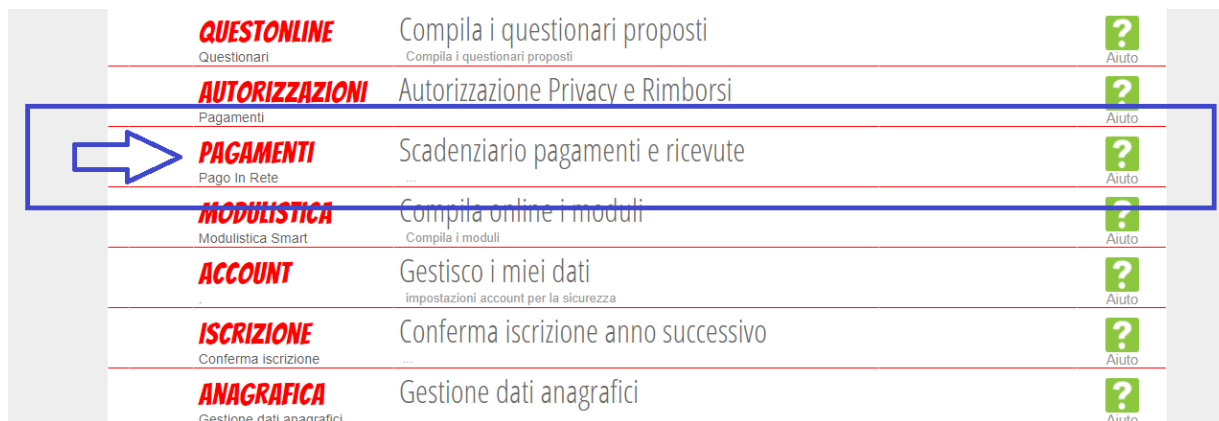 QUESTONLINE Compila i questionari proposti
Questionari Compila i questionari proposti Aiuto
AUTORIZZAZIONI Autorizzazione Privacy e Rimborsi
Pagamenti Aiuto
PAGAMENTI Scadenziario pagamenti e ricevute
Pago In Rete ... Aiuto
MODULISTICA Compila online i moduli
Modulistica Smart Compila i moduli Aiuto
ACCOUNT Gestisco i miei dati
. impostazioni account per la sicurezza Aiuto
ISCRIZIONE Conferma iscrizione anno successivo
Conferma iscrizione ... Aiuto
ANAGRAFICA Gestione dati anagrafici
Gestione dati anagrafici Aiuto